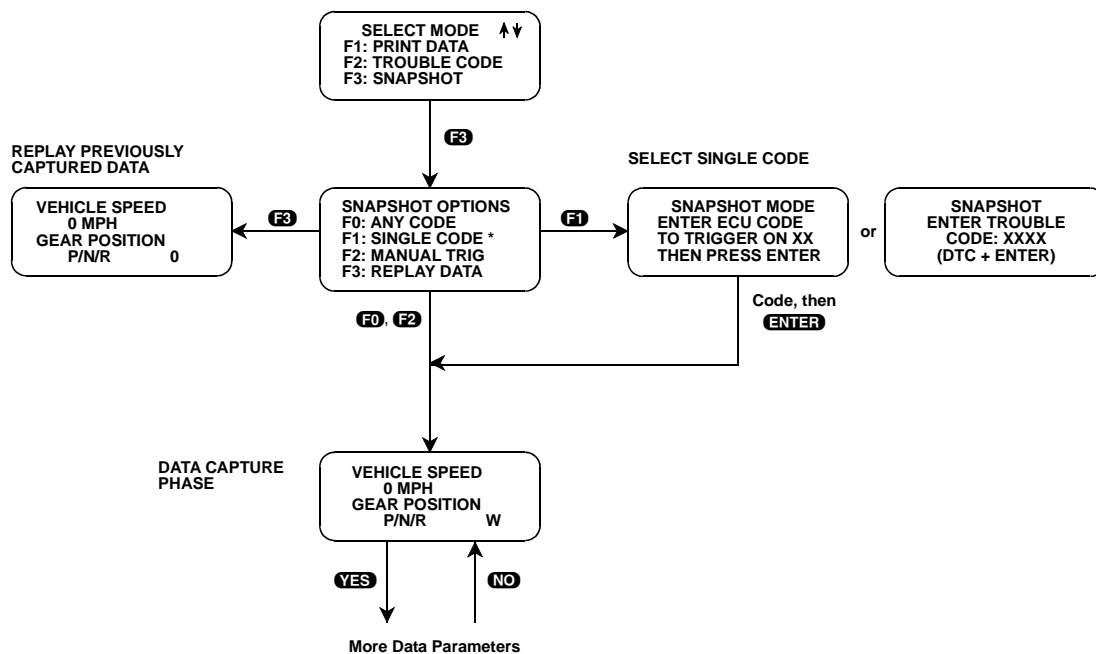 SELECT MODE
F1: PRINT DATA
F2: TROUBLE CODE
F3: SNAPSHOT
F3
REPLAY PREVIOUSLY
CAPTURED DATA
VEHICLE SPEED
0 MPH
GEAR POSITION
P/N/R 0
F3
SNAPSHOT OPTIONS
F0: ANY CODE
F1: SINGLE CODE *
F2: MANUAL TRIG
F3: REPLAY DATA
F1
SELECT SINGLE CODE
SNAPSHOT MODE
ENTER ECU CODE
TO TRIGGER ON XX
THEN PRESS ENTER
or
SNAPSHOT
ENTER TROUBLE
CODE: XXXX
(DTC + ENTER)
F0, F2
Code, then
ENTER
DATA CAPTURE
PHASE
VEHICLE SPEED
0 MPH
GEAR POSITION
P/N/R W
YES
NO
More Data Parameters